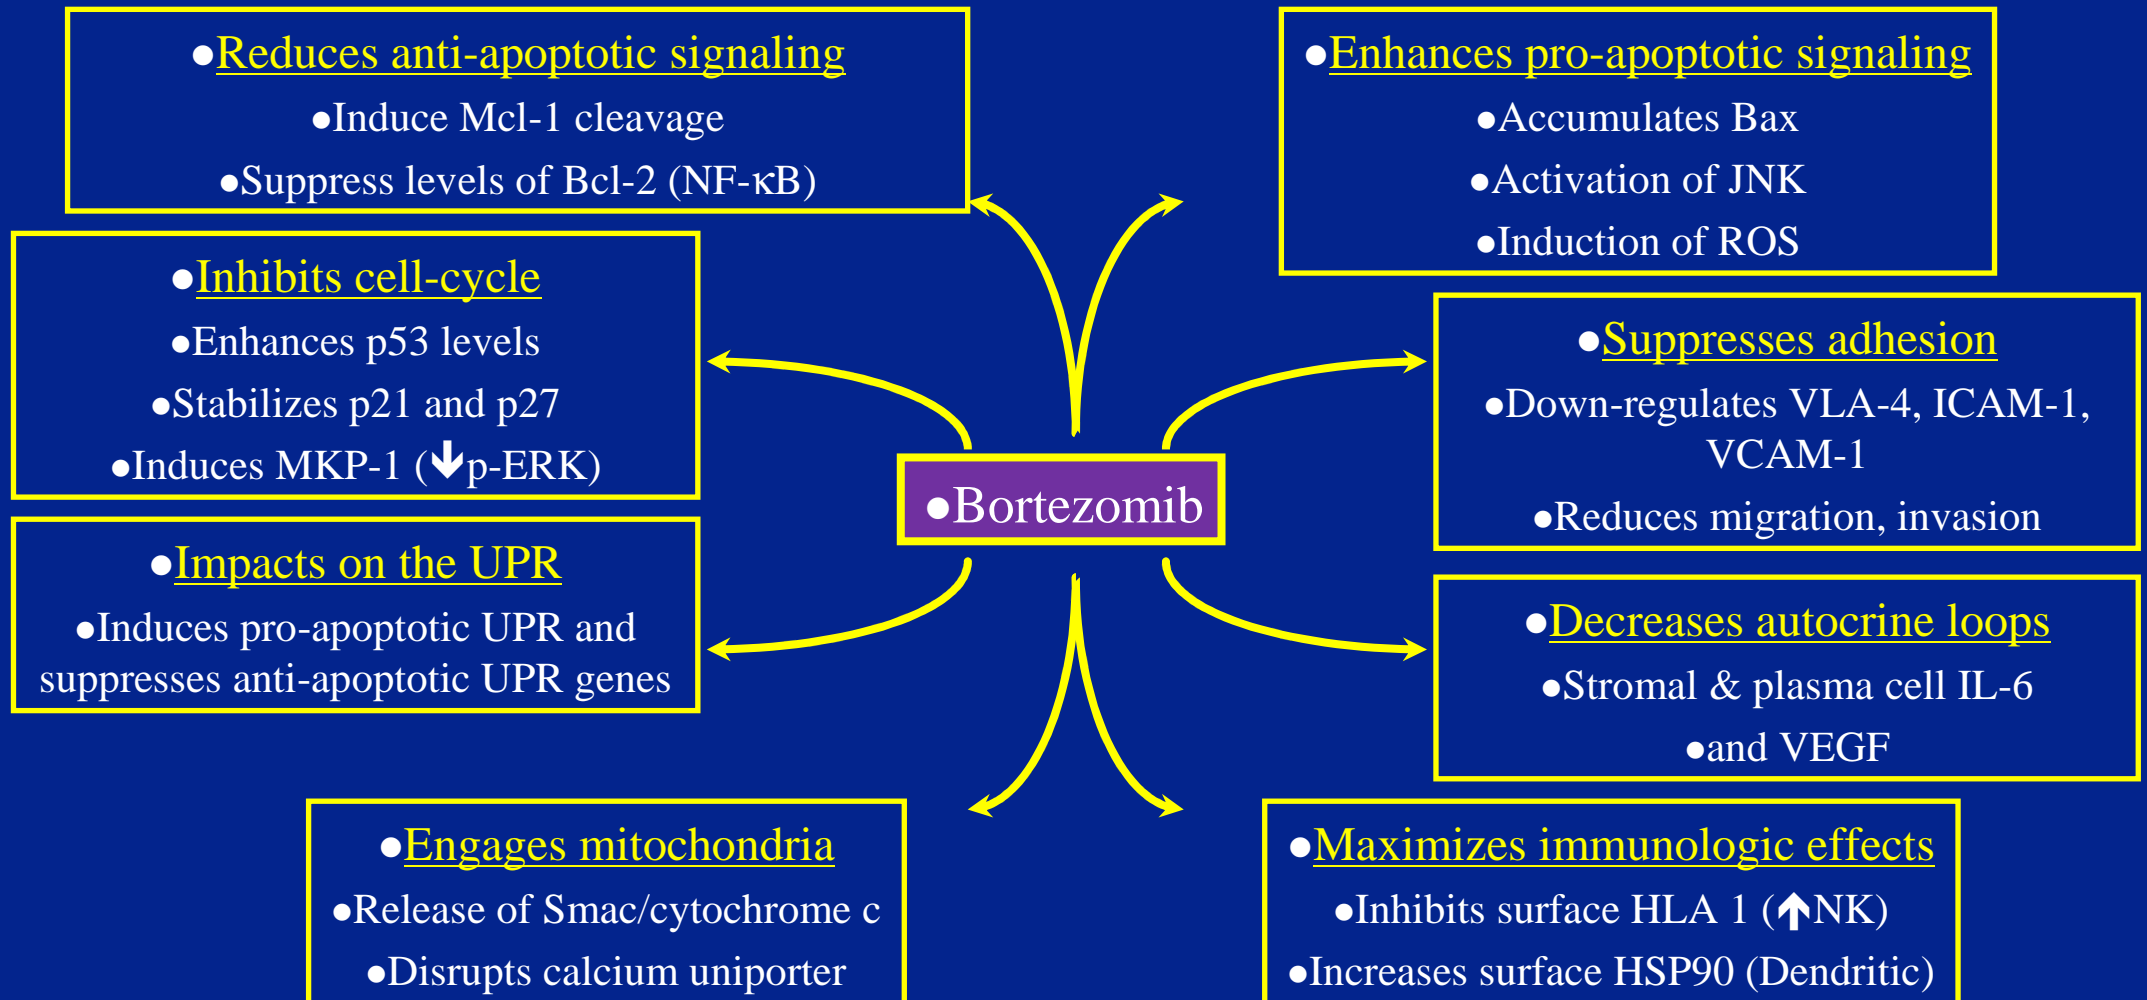 ●Reduces anti-apoptotic signaling
●Induce Mcl-1 cleavage
●Suppress levels of Bcl-2 (NF-κB)
●Enhances pro-apoptotic signaling
●Accumulates Bax
●Activation of JNK
●Induction of ROS
●Inhibits cell-cycle
●Enhances p53 levels
●Stabilizes p21 and p27
●Induces MKP-1 (🡻p-ERK)
●Suppresses adhesion
●Down-regulates VLA-4, ICAM-1,
VCAM-1
●Reduces migration, invasion
●Bortezomib
●Impacts on the UPR
●Induces pro-apoptotic UPR and
suppresses anti-apoptotic UPR genes
●Decreases autocrine loops
●Stromal & plasma cell IL-6
●and VEGF
●Engages mitochondria
●Release of Smac/cytochrome c
●Disrupts calcium uniporter
●Maximizes immunologic effects
●Inhibits surface HLA 1 (🡹NK)
●Increases surface HSP90 (Dendritic)